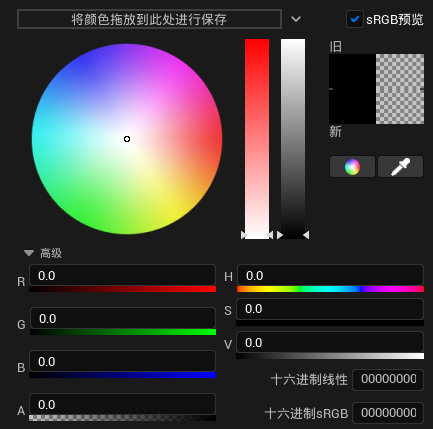 将颜色拖放到此处进行保存
sRGB预览
旧
新
高级
R 0.0
H 0.0
G 0.0
S 0.0
B 0.0
V 0.0
十六进制线性 00000000
A 0.0
十六进制sRGB 00000000